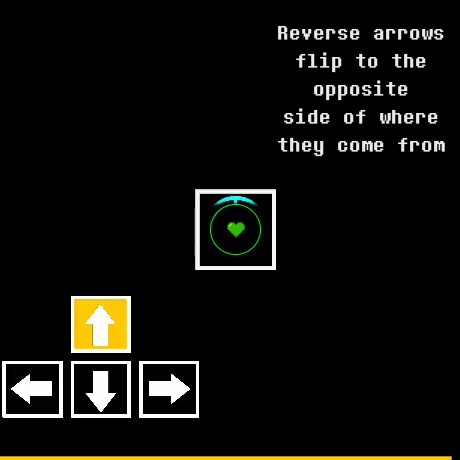 Reverse arrows
flip to the
opposite
side of where
they come from